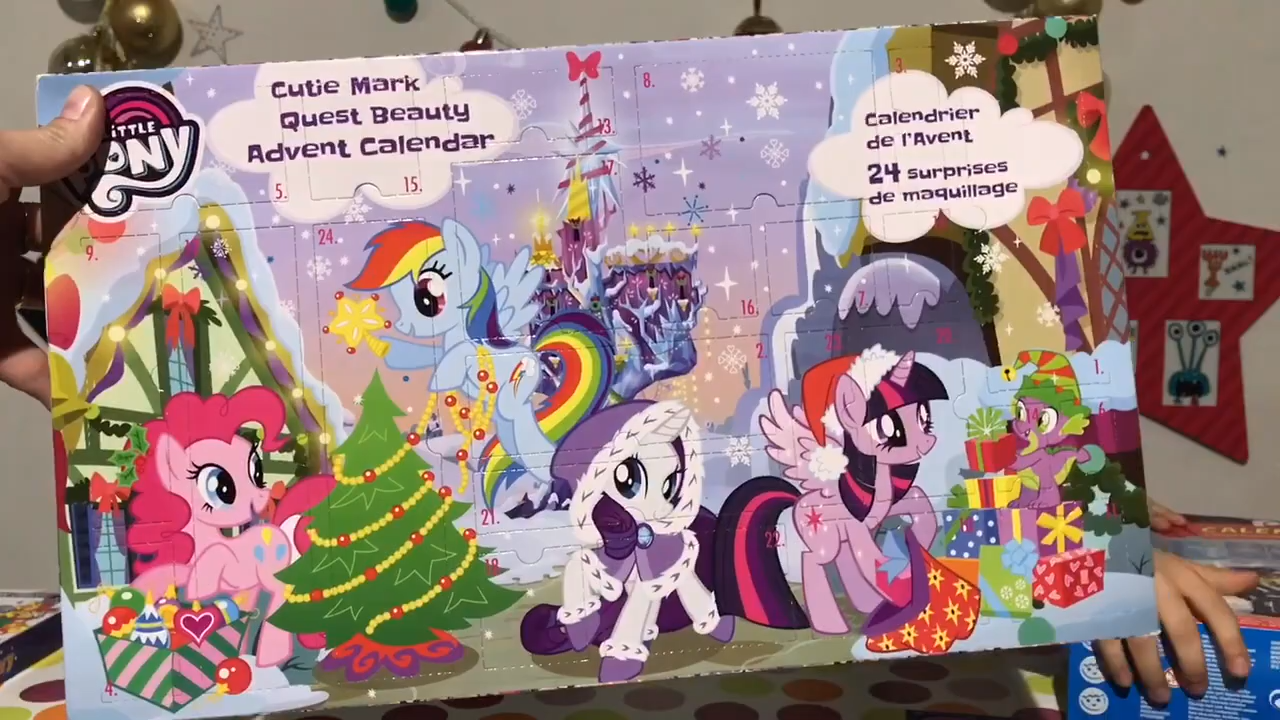 LITTLE
PONY
Cutie Mark
Quest Beauty
Advent Calendar
Calendrier
de l'Avent
24 surprises
de maquillage
3.
8.
13.
17.
5.
15.
9.
24.
16.
7.
2.
1.
6.
21.
22.
4.